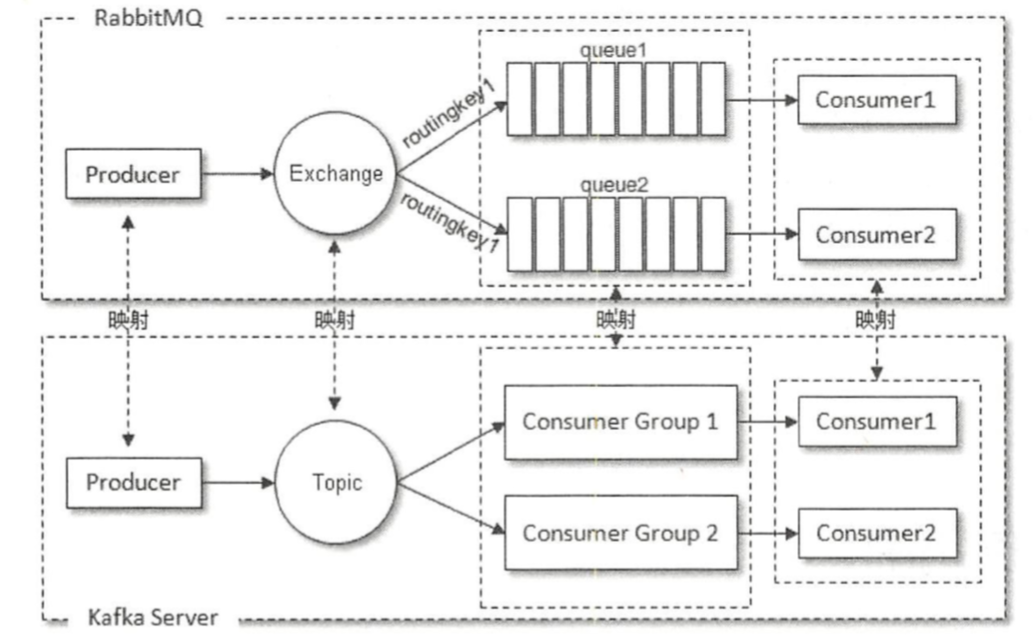 RabbitMQ
queue1
routingkey1
Consumer1
Producer
Exchange
queue2
routingkey1
Consumer2
映射
映射
映射
映射
Consumer Group 1
Consumer1
Producer
Topic
Consumer Group 2
Consumer2
Kafka Server